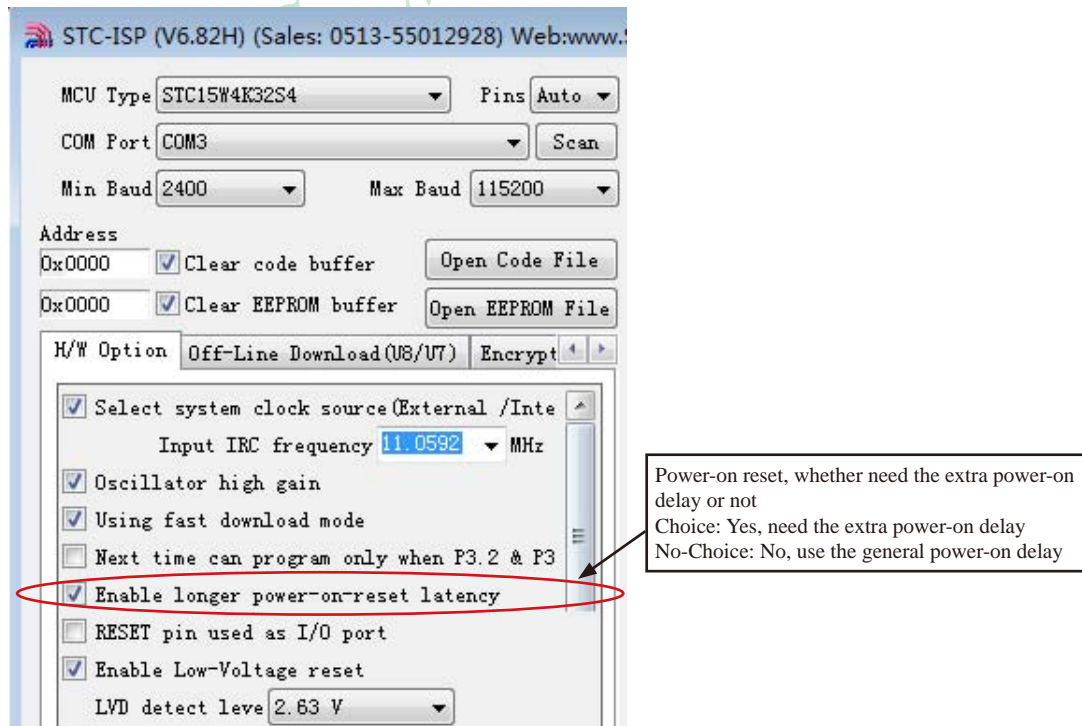 STC-ISP (V6.82H) (Sales: 0513-55012928) Web:www.
MCU Type STC15W4K32S4 Pins Auto
COM Port COM3 Scan
Min Baud 2400 Max Baud 115200
Address
0x0000 Clear code buffer Open Code File
0x0000 Clear EEPROM buffer Open EEPROM File
H/W Option Off-Line Download(U8/U7) Encrypt
Select system clock source(External /Inte
Input IRC frequency 11.0592 MHz
Oscillator high gain
Using fast download mode
Next time can program only when P3.2 & P3
Enable longer power-on-reset latency
RESET pin used as I/O port
Enable Low-Voltage reset
LVD detect leve 2.63 V
Power-on reset, whether need the extra power-on
delay or not
Choice: Yes, need the extra power-on delay
No-Choice: No, use the general power-on delay